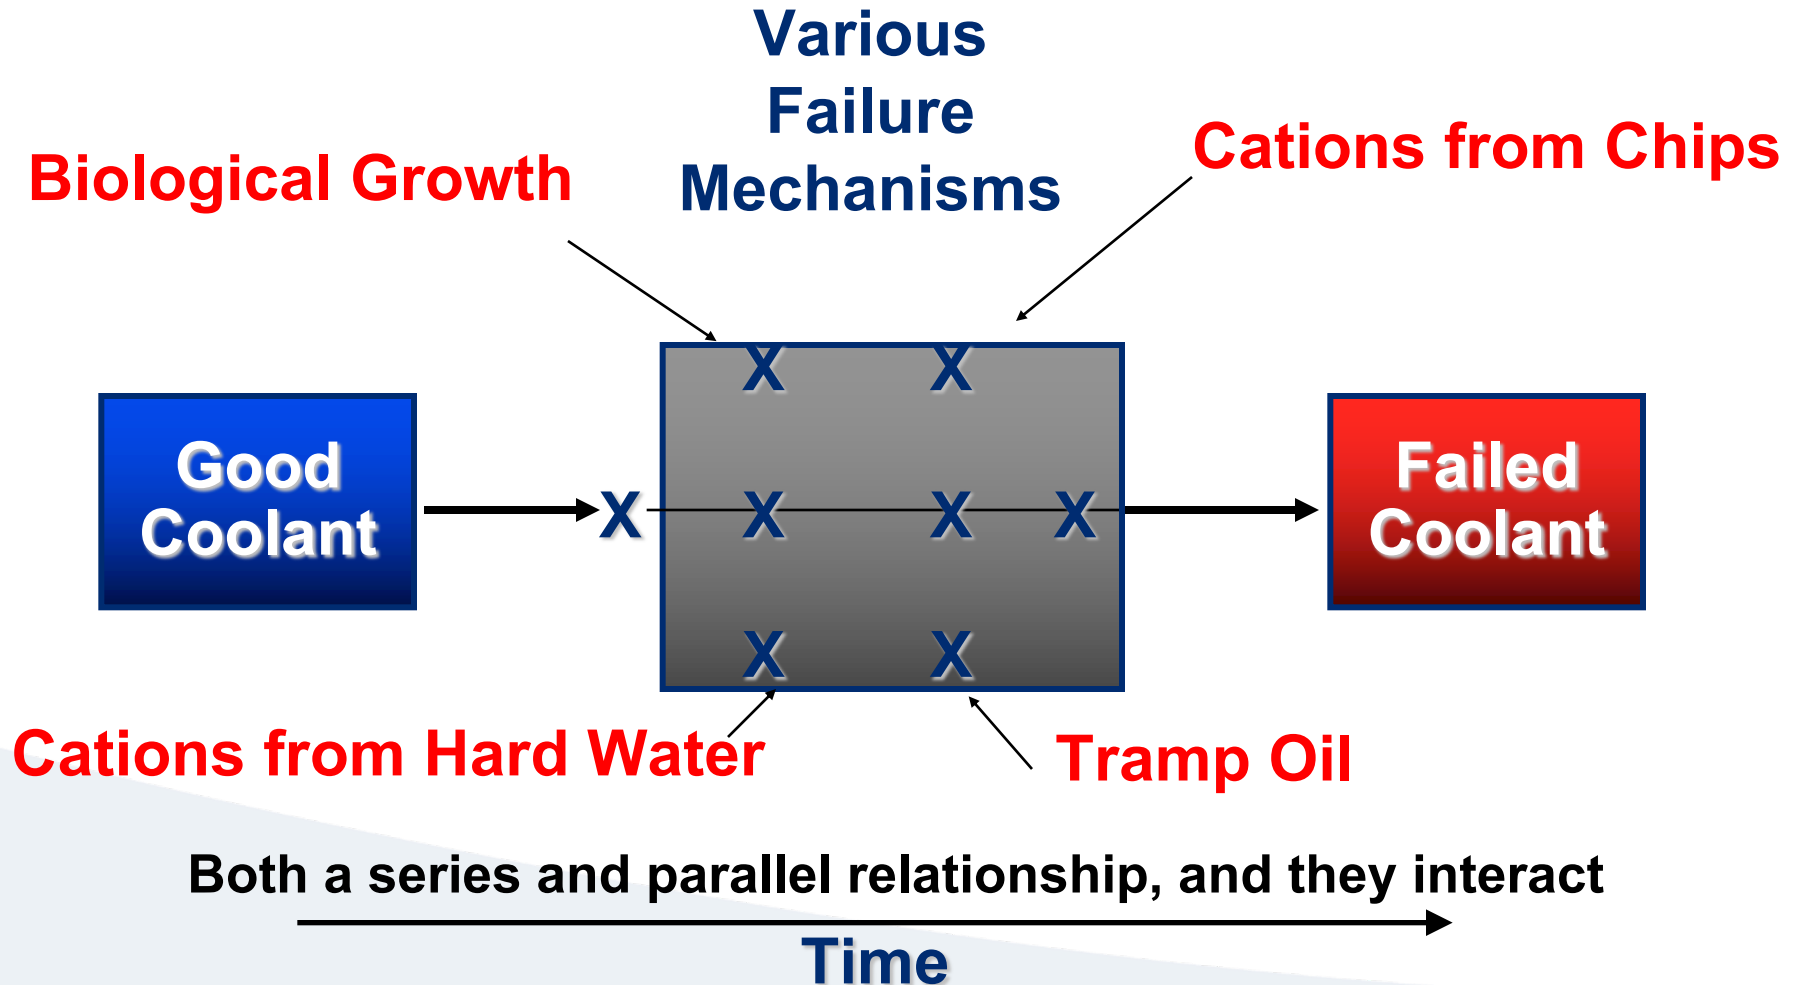 Various
Failure
Mechanisms
Biological Growth
Cations from Chips
X X
Good
Coolant
X X X X
Failed
Coolant
X X
Cations from Hard Water
Tramp Oil
Both a series and parallel relationship, and they interact
Time